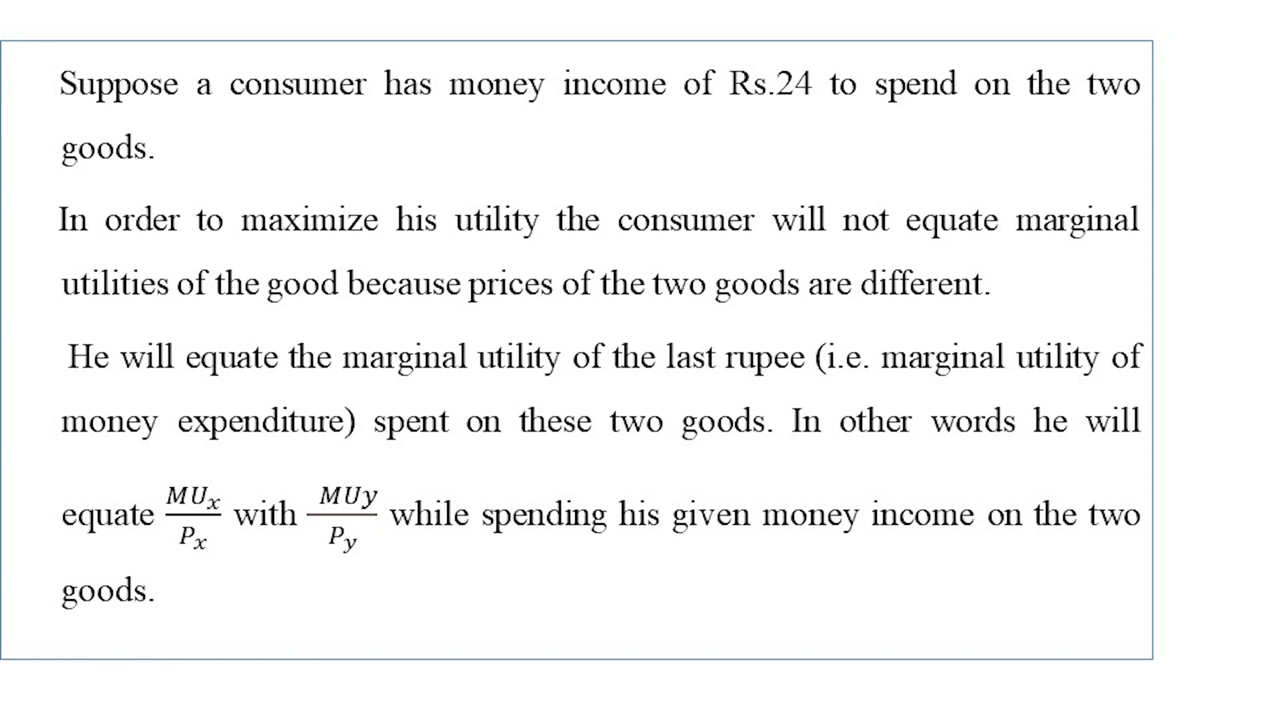 Suppose a consumer has money income of Rs.24 to spend on the two
goods.
In order to maximize his utility the consumer will not equate marginal
utilities of the good because prices of the two goods are different.
He will equate the marginal utility of the last rupee (i.e. marginal utility of
money expenditure) spent on these two goods. In other words he will
equate MUₓ/Pₓ with MUy/Py while spending his given money income on the two
goods.